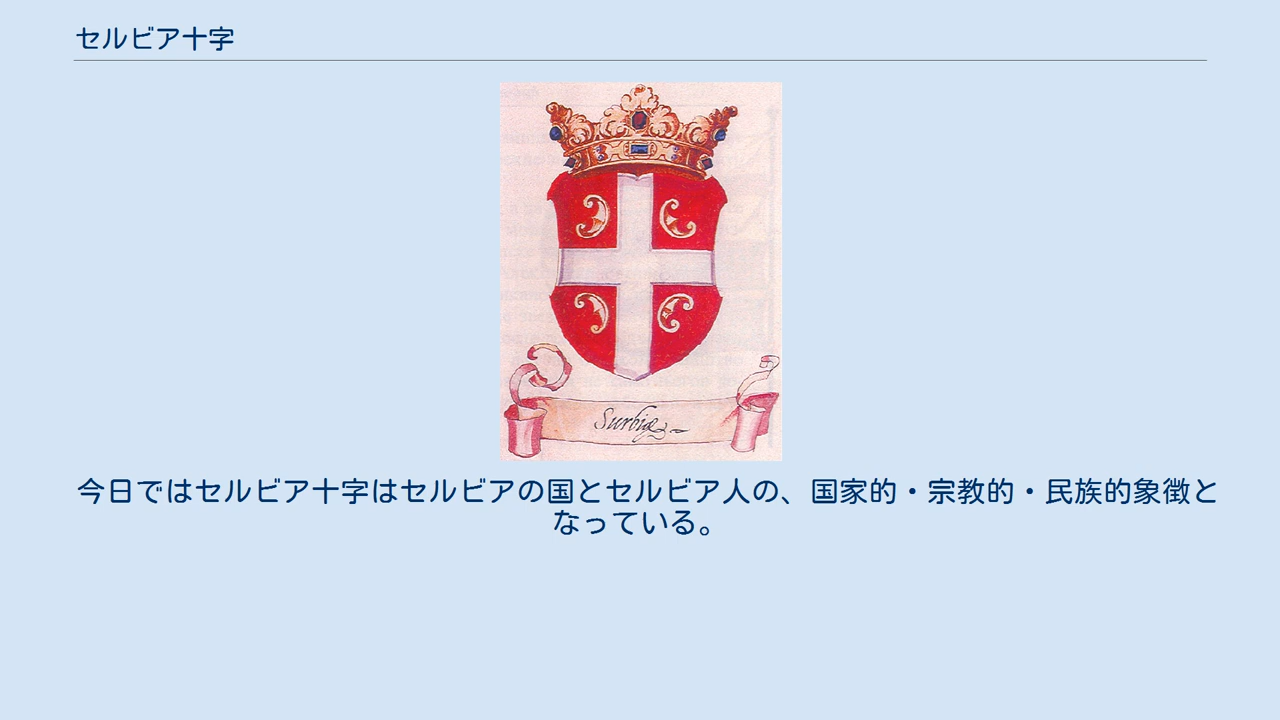 セルビア十字
Surbiæ
今日ではセルビア十字はセルビアの国とセルビア人の、国家的・宗教的・民族的象徴と
なっている。